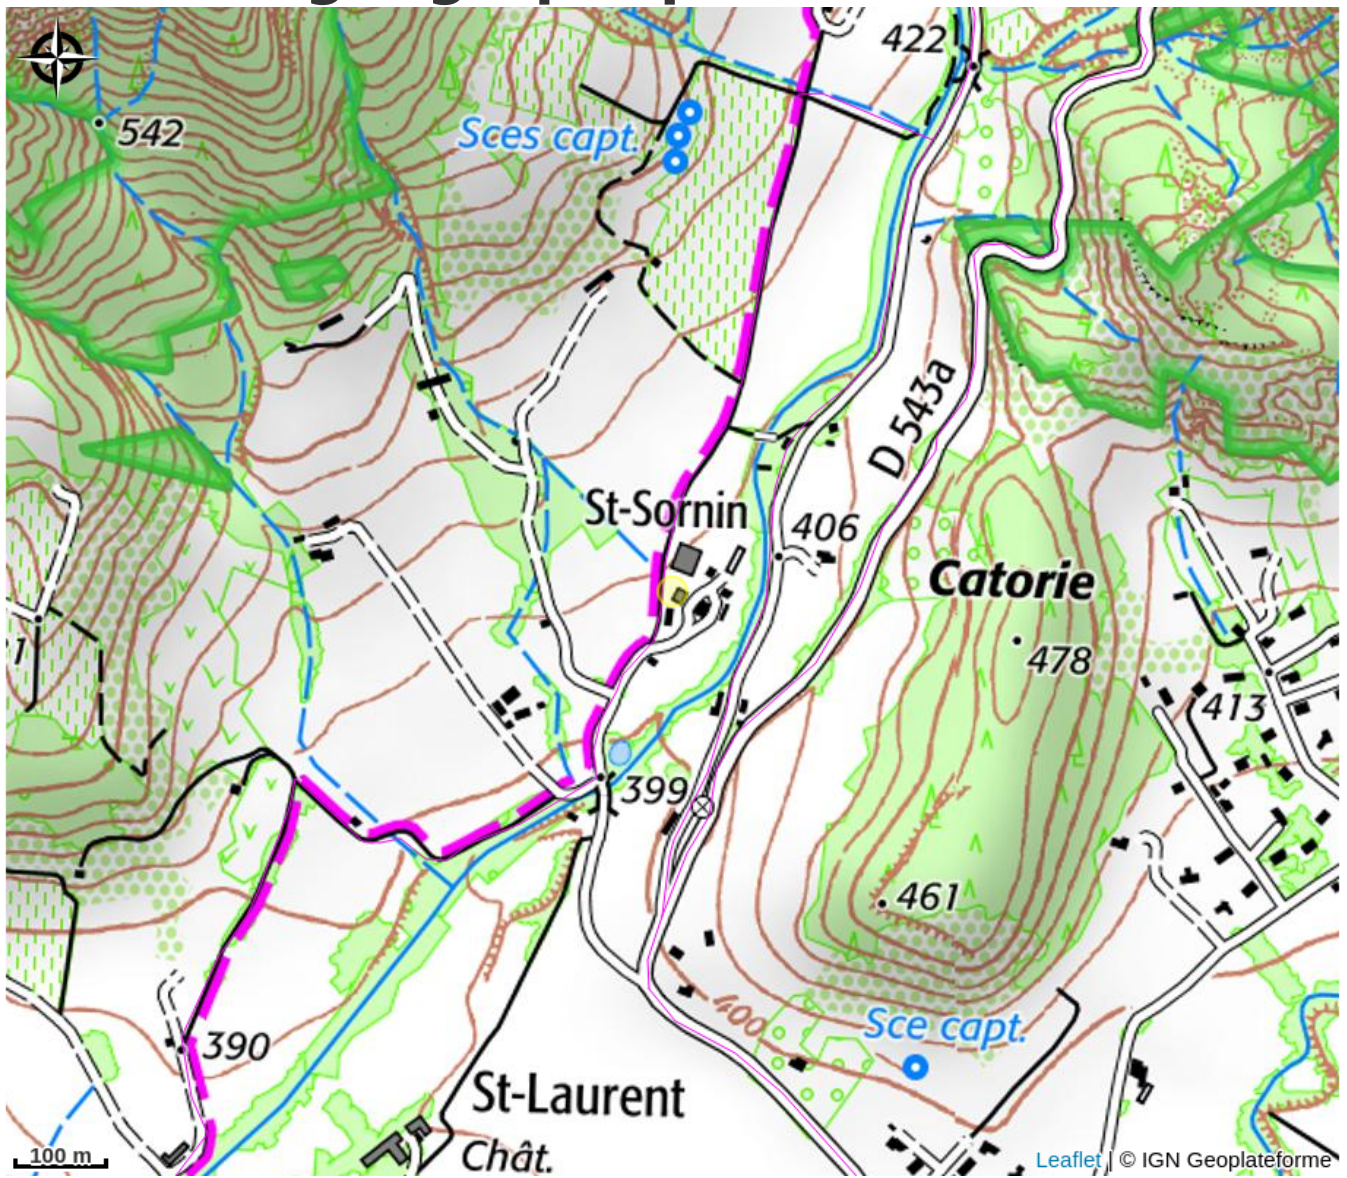 422
542
Sces capt.
D 543a
St-Sornin
406
Catorie
1
478
413
399
461
400
Sce capt.
390
St-Laurent
Chât.
100 m
Leaflet | © IGN Geoplateforme